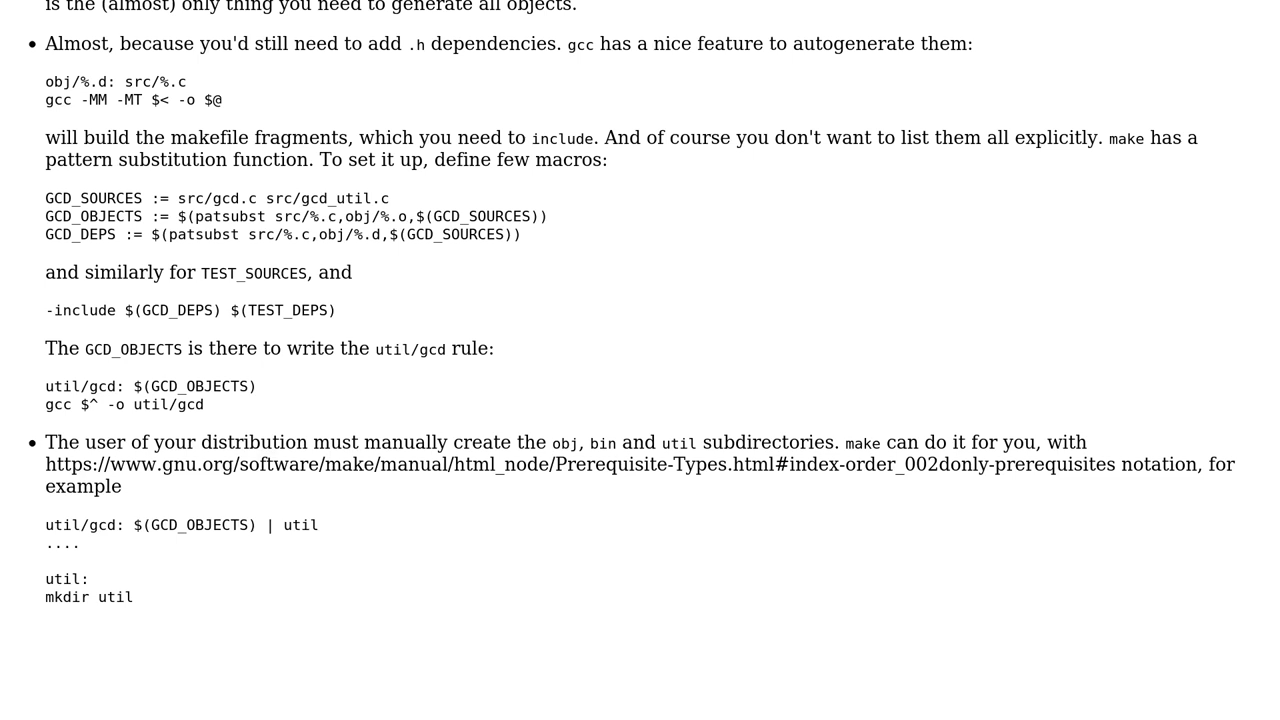 is the (almost) only thing you need to generate all objects.
• Almost, because you'd still need to add .h dependencies. gcc has a nice feature to autogenerate them:
obj/%.d: src/%.c
gcc -MM -MT $< -o $@
will build the makefile fragments, which you need to include. And of course you don't want to list them all explicitly. make has a
pattern substitution function. To set it up, define few macros:
GCD_SOURCES := src/gcd.c src/gcd_util.c
GCD_OBJECTS := $(patsubst src/%.c,obj/%.o,$(GCD_SOURCES))
GCD_DEPS := $(patsubst src/%.c,obj/%.d,$(GCD_SOURCES))
and similarly for TEST_SOURCES, and
-include $(GCD_DEPS) $(TEST_DEPS)
The GCD_OBJECTS is there to write the util/gcd rule:
util/gcd: $(GCD_OBJECTS)
gcc $^ -o util/gcd
• The user of your distribution must manually create the obj, bin and util subdirectories. make can do it for you, with
https://www.gnu.org/software/make/manual/html_node/Prerequisite-Types.html#index-order_002donly-prerequisites notation, for
example
util/gcd: $(GCD_OBJECTS) | util
....
util:
mkdir util